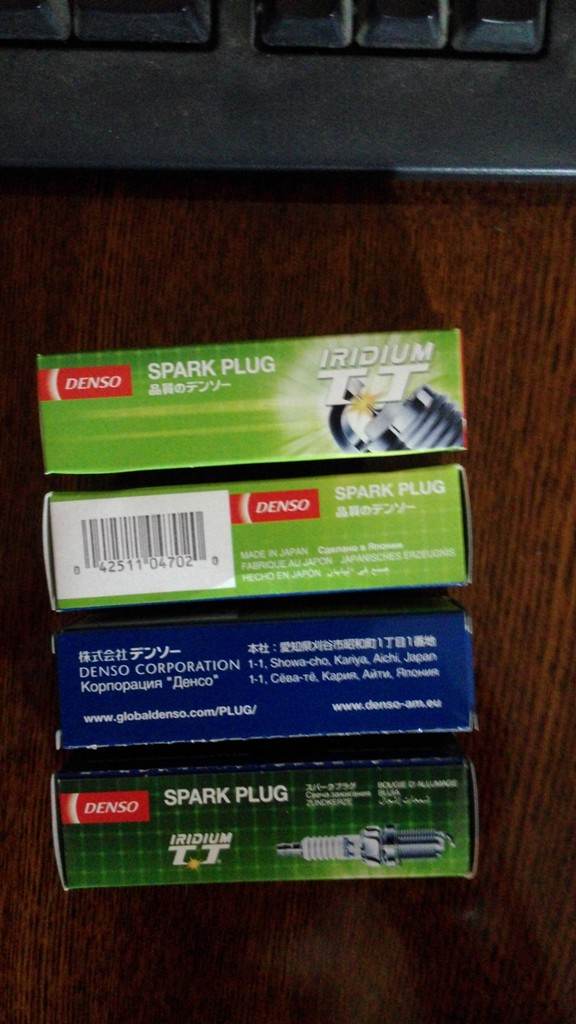 DENSO
SPARK PLUG
品質のデンソー
IRIDIUM
TT
DENSO
SPARK PLUG
品質のデンソー
0 42511 04702 0
MADE IN JAPAN Сделано в Японии
FABRIQUE AU JAPON JAPANISCHES ERZEUGNIS
HECHO EN JAPÓN صنع في اليابان
株式会社 デンソー
DENSO CORPORATION
Корпорация "Денсо"
本社:愛知県刈谷市昭和町1丁目1番地
1-1, Showa-cho, Kariya, Aichi, Japan
1-1, Сёва-тё, Кария, Айти, Япония
www.globaldenso.com/PLUG/
www.denso-am.eu
DENSO
SPARK PLUG
スパークプラグ
Свеча зажигания
ZÜNDKERZE
BOUGIE D'ALLUMAGE
BUJIA
IRIDIUM
TT